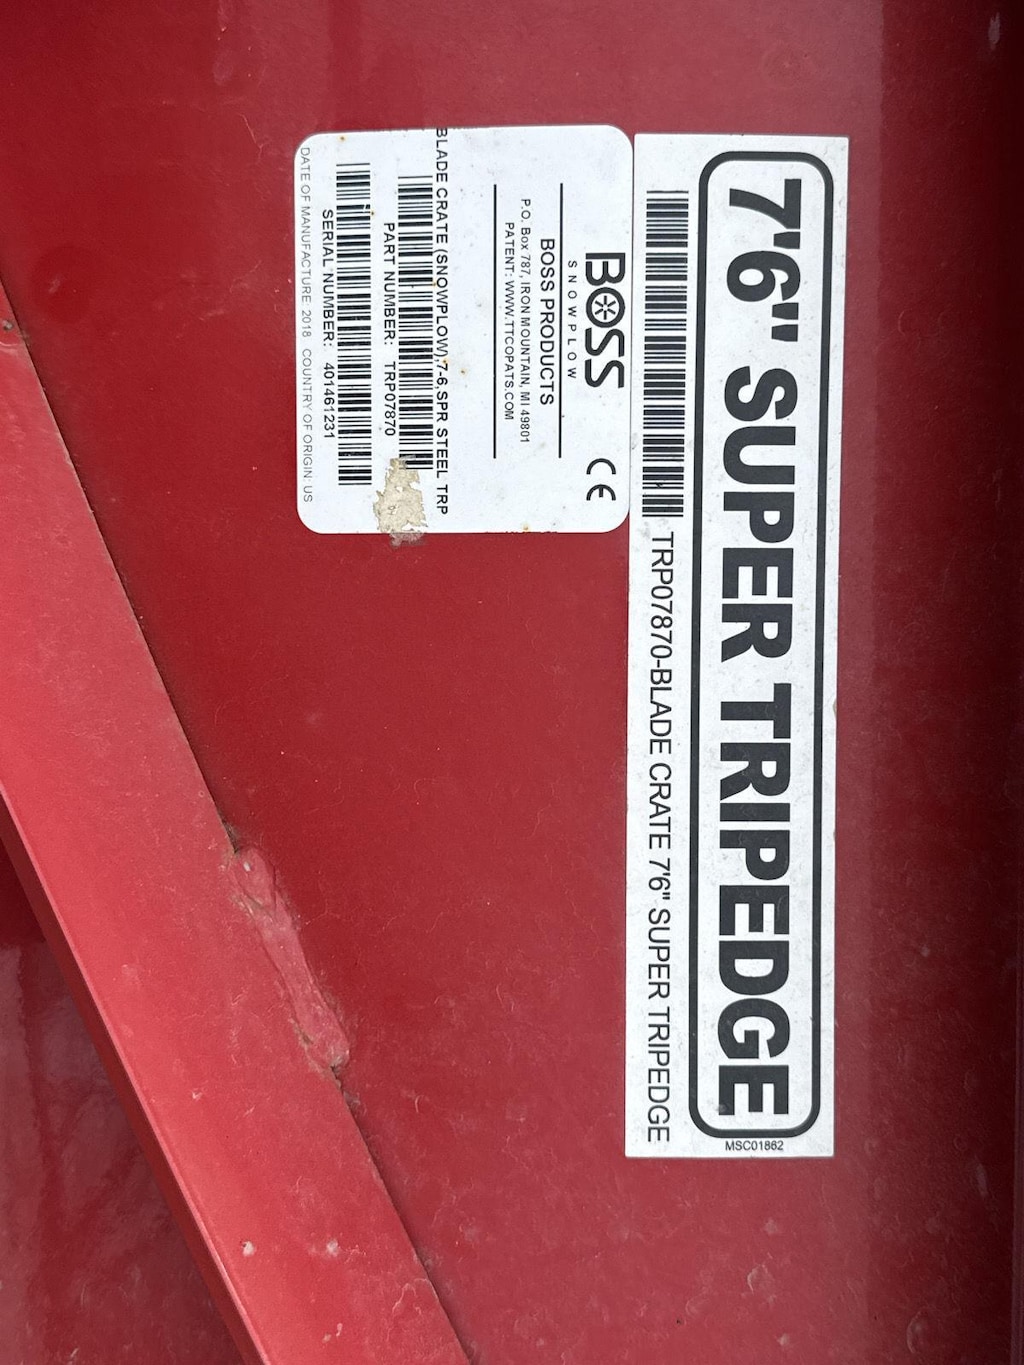 7'6" SUPER TRIPEDGE
MSC01862
TRP07870-BLADE CRATE 7'6" SUPER TRIPEDGE
BOSS
SNOWPLOW
CE
BOSS PRODUCTS
P.O. Box 787, IRON MOUNTAIN, MI 49801
PATENT: WWW.TTCOPATS.COM
BLADE CRATE (SNOWPLOW),7-6,SPR STEEL TRP
PART NUMBER: TRP07870
SERIAL NUMBER: 401461231
DATE OF MANUFACTURE 2018 COUNTRY OF ORIGIN: US